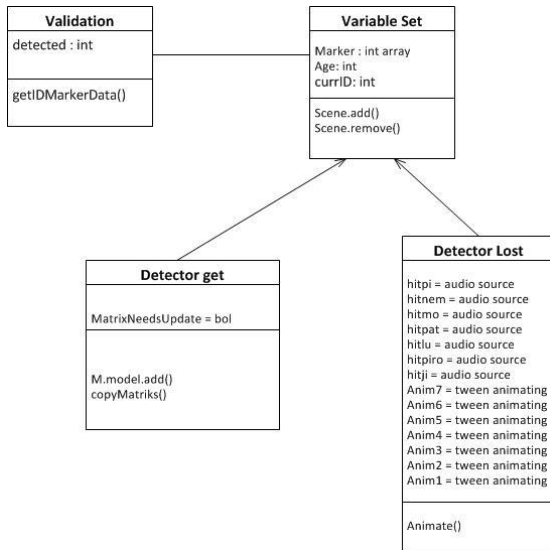 Validation
detected : int
getIDMarkerData()
Variable Set
Marker : int array
Age: int
currID: int
Scene.add()
Scene.remove()
Detector get
MatrixNeedsUpdate = bol
M.model.add()
copyMatriks()
Detector Lost
hitpi = audio source
hitnem = audio source
hitmo = audio source
hitpat = audio source
hitlu = audio source
hitpiro = audio source
hitji = audio source
Anim7 = tween animating
Anim6 = tween animating
Anim5 = tween animating
Anim4 = tween animating
Anim3 = tween animating
Anim2 = tween animating
Anim1 = tween animating
Animate()